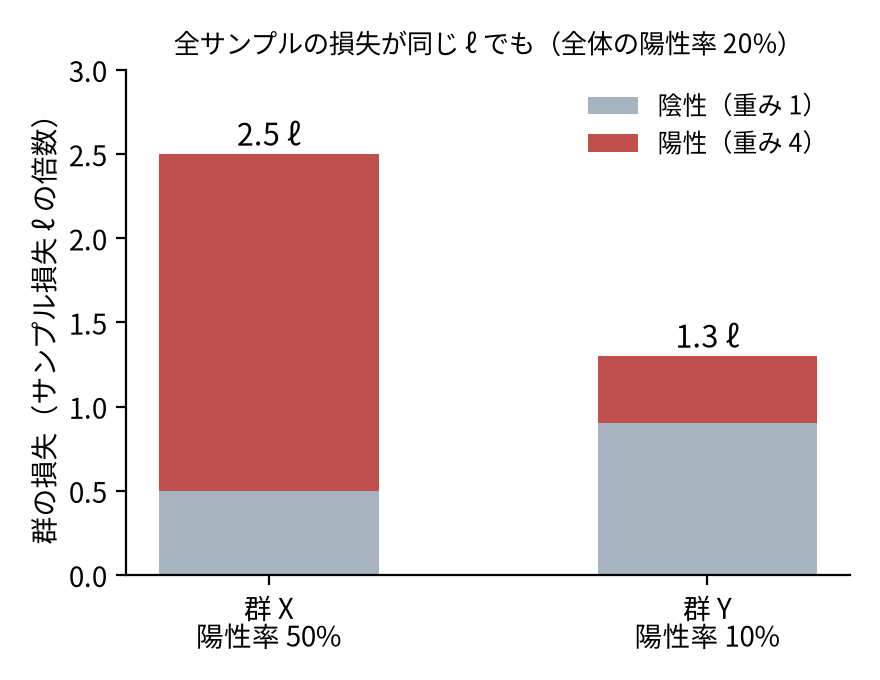 全サンプルの損失が同じ ℓ でも（全体の陽性率 20%）
群の損失（サンプル損失 ℓ の倍数）
3.0
2.5
2.0
1.5
1.0
0.5
0.0
陰性（重み 1）
陽性（重み 4）
2.5 ℓ
1.3 ℓ
群 X
陽性率 50%
群 Y
陽性率 10%